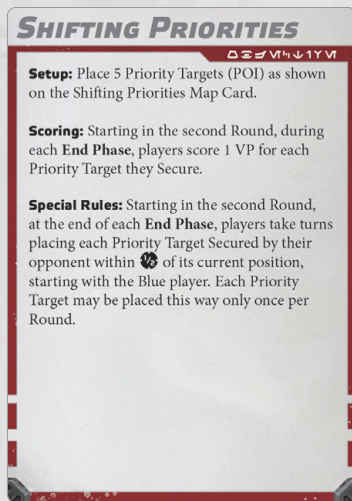 SHIFTING PRIORITIES
Setup: Place 5 Priority Targets (POI) as shown
on the Shifting Priorities Map Card.
Scoring: Starting in the second Round, during
each End Phase, players score 1 VP for each
Priority Target they Secure.
Special Rules: Starting in the second Round,
at the end of each End Phase, players take turns
placing each Priority Target Secured by their
opponent within ½ of its current position,
starting with the Blue player. Each Priority
Target may be placed this way only once per
Round.